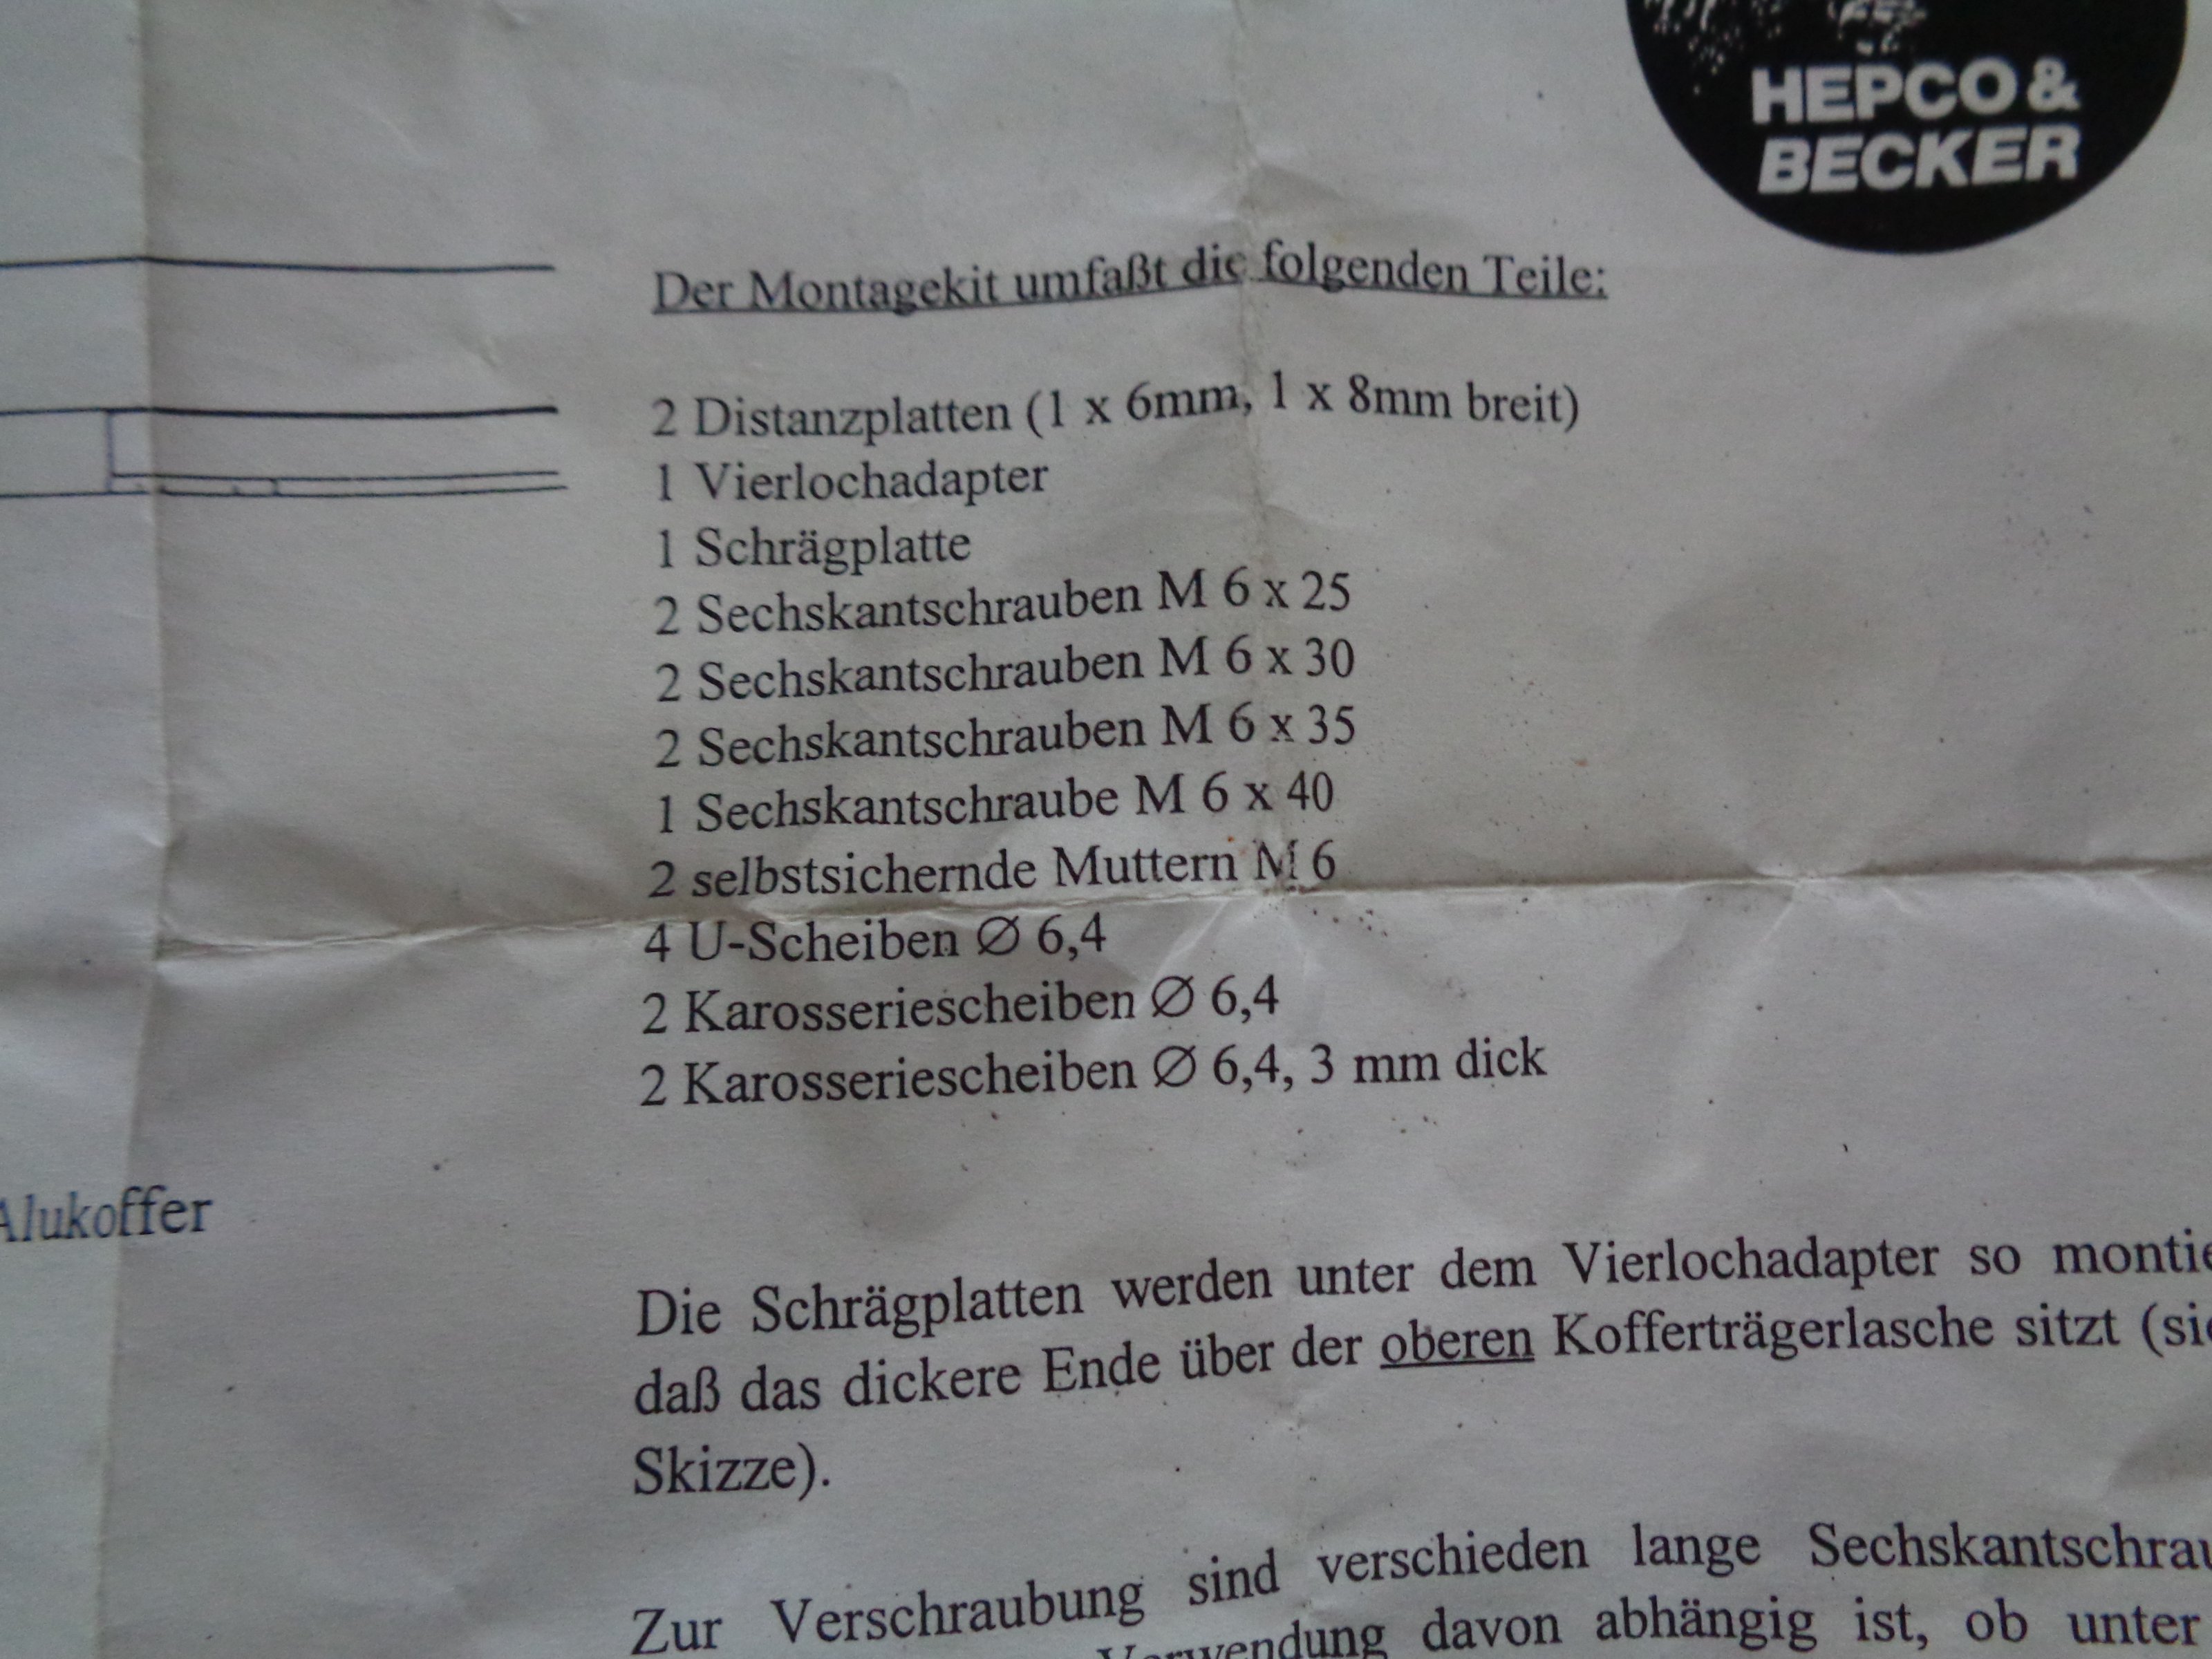 HEPCO &
BECKER
Der Montagekit umfaßt die folgenden Teile:
2 Distanzplatten (1 x 6mm, 1 x 8mm breit)
1 Vierlochadapter
1 Schrägplatte
2 Sechskantschrauben M 6 x 25
2 Sechskantschrauben M 6 x 30
2 Sechskantschrauben M 6 x 35
1 Sechskantschraube M 6 x 40
2 selbstsichernde Muttern M 6
4 U-Scheiben Ø 6,4
2 Karosseriescheiben Ø 6,4
2 Karosseriescheiben Ø 6,4, 3 mm dick
Alukoffer
Die Schrägplatten werden unter dem Vierlochadapter so
daß das dickere Ende über der oberen Kofferträgerlasche sitzt
Skizze).
Zur Verschraubung sind verschieden lange
Verwendung davon abhängig ist, ob unter